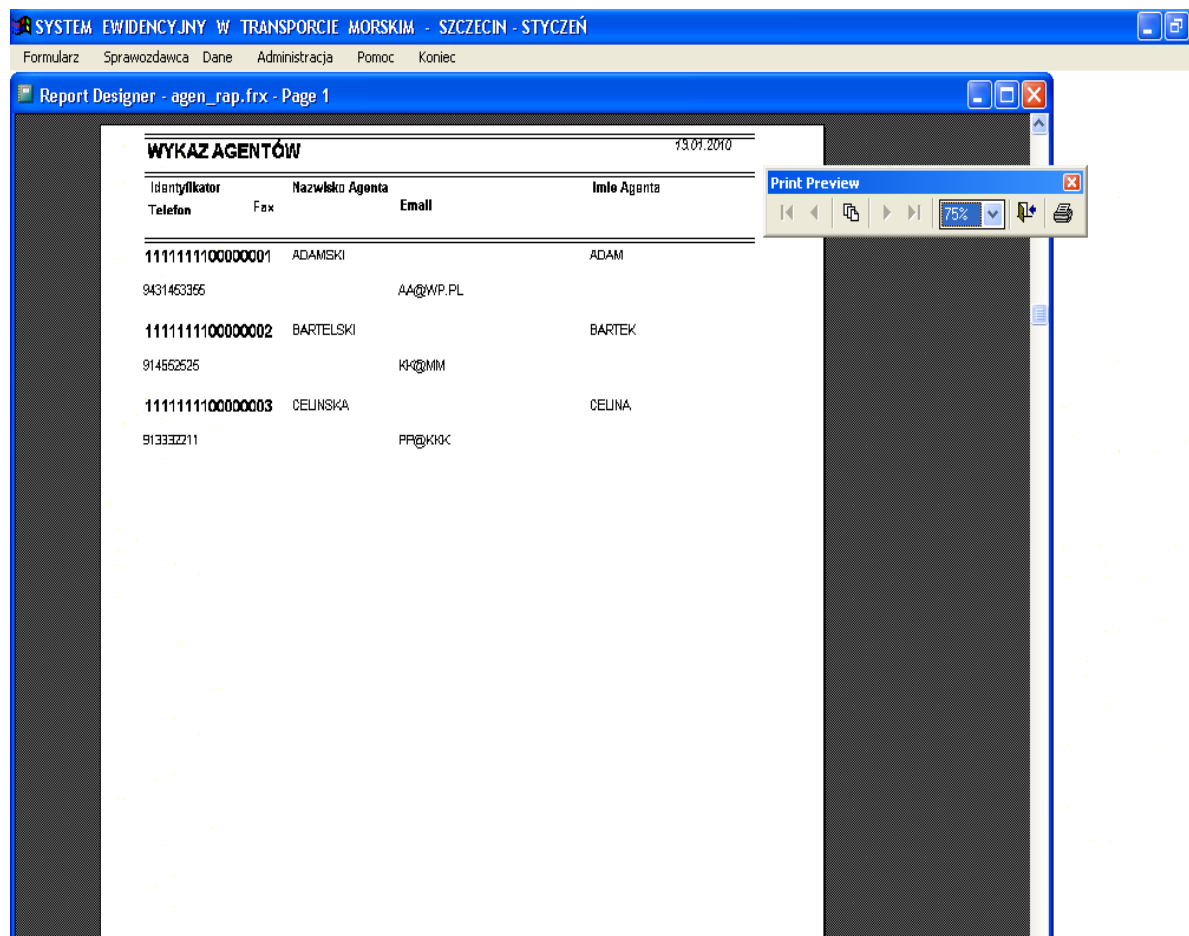 SYSTEM EWIDENCYJNY W TRANSPORCIE MORSKIM - SZCZECIN - STYCZEŃ
Formularz Sprawozdawca Dane Administracja Pomoc Koniec
Report Designer - agen_rap.frx - Page 1
WYKAZ AGENTÓW 19.01.2010
Identyfikator Nazwisko Agenta Imie Agenta
Telefon Fax Email
Print Preview
75%
1111111100000001 ADAMSKI ADAM
9431453355 AA@WP.PL
1111111100000002 BARTELSKI BARTEK
914552525 KK@MM
1111111100000003 CELINSKA CELINA
913332211 PP@KKK